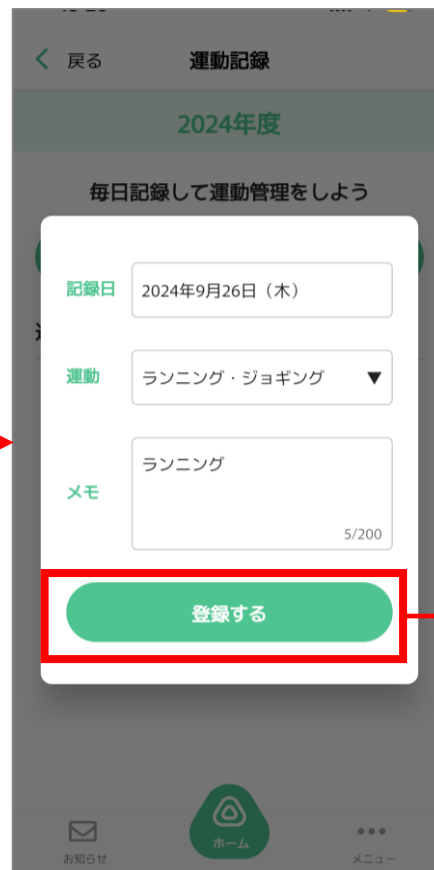 戻る
運動記録
2024年度
毎日記録して運動管理をしよう
記録日
2024年9月26日（木）
運動
ランニング・ジョギング ▼
メモ
ランニング
5/200
登録する
お知らせ
ホーム
メニュー